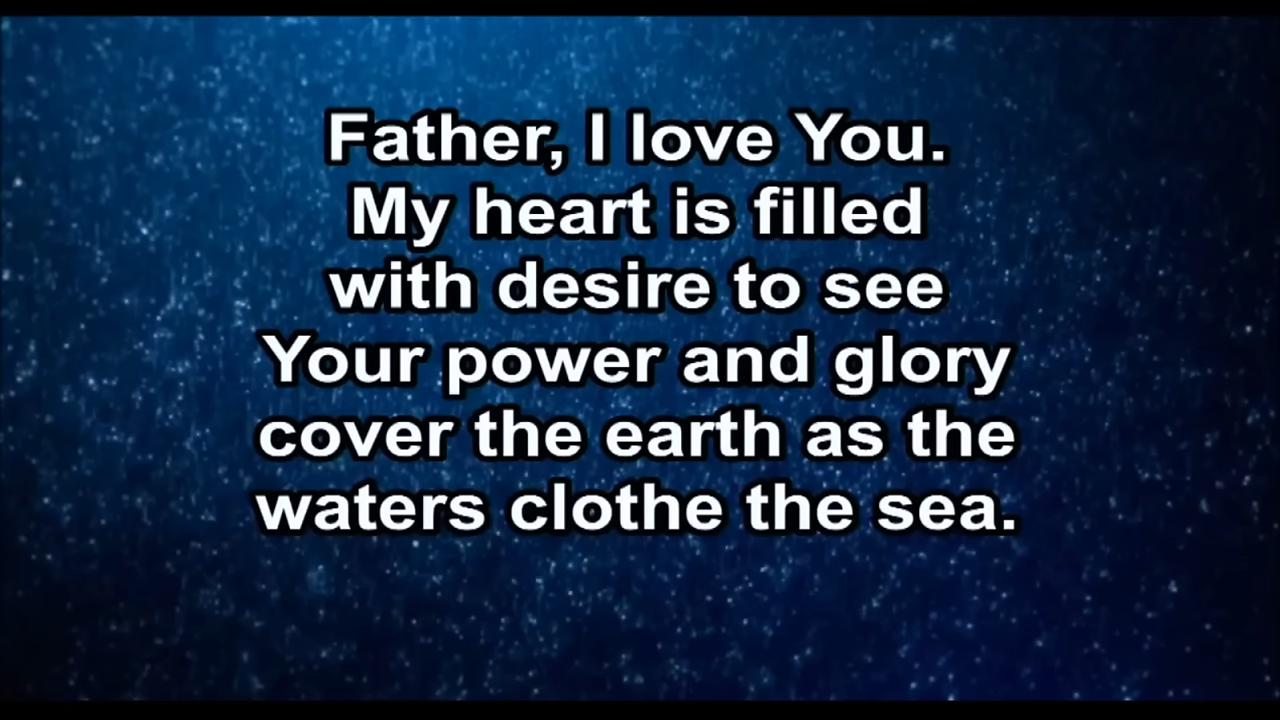 Father, I love You.
My heart is filled
with desire to see
Your power and glory
cover the earth as the
waters clothe the sea.